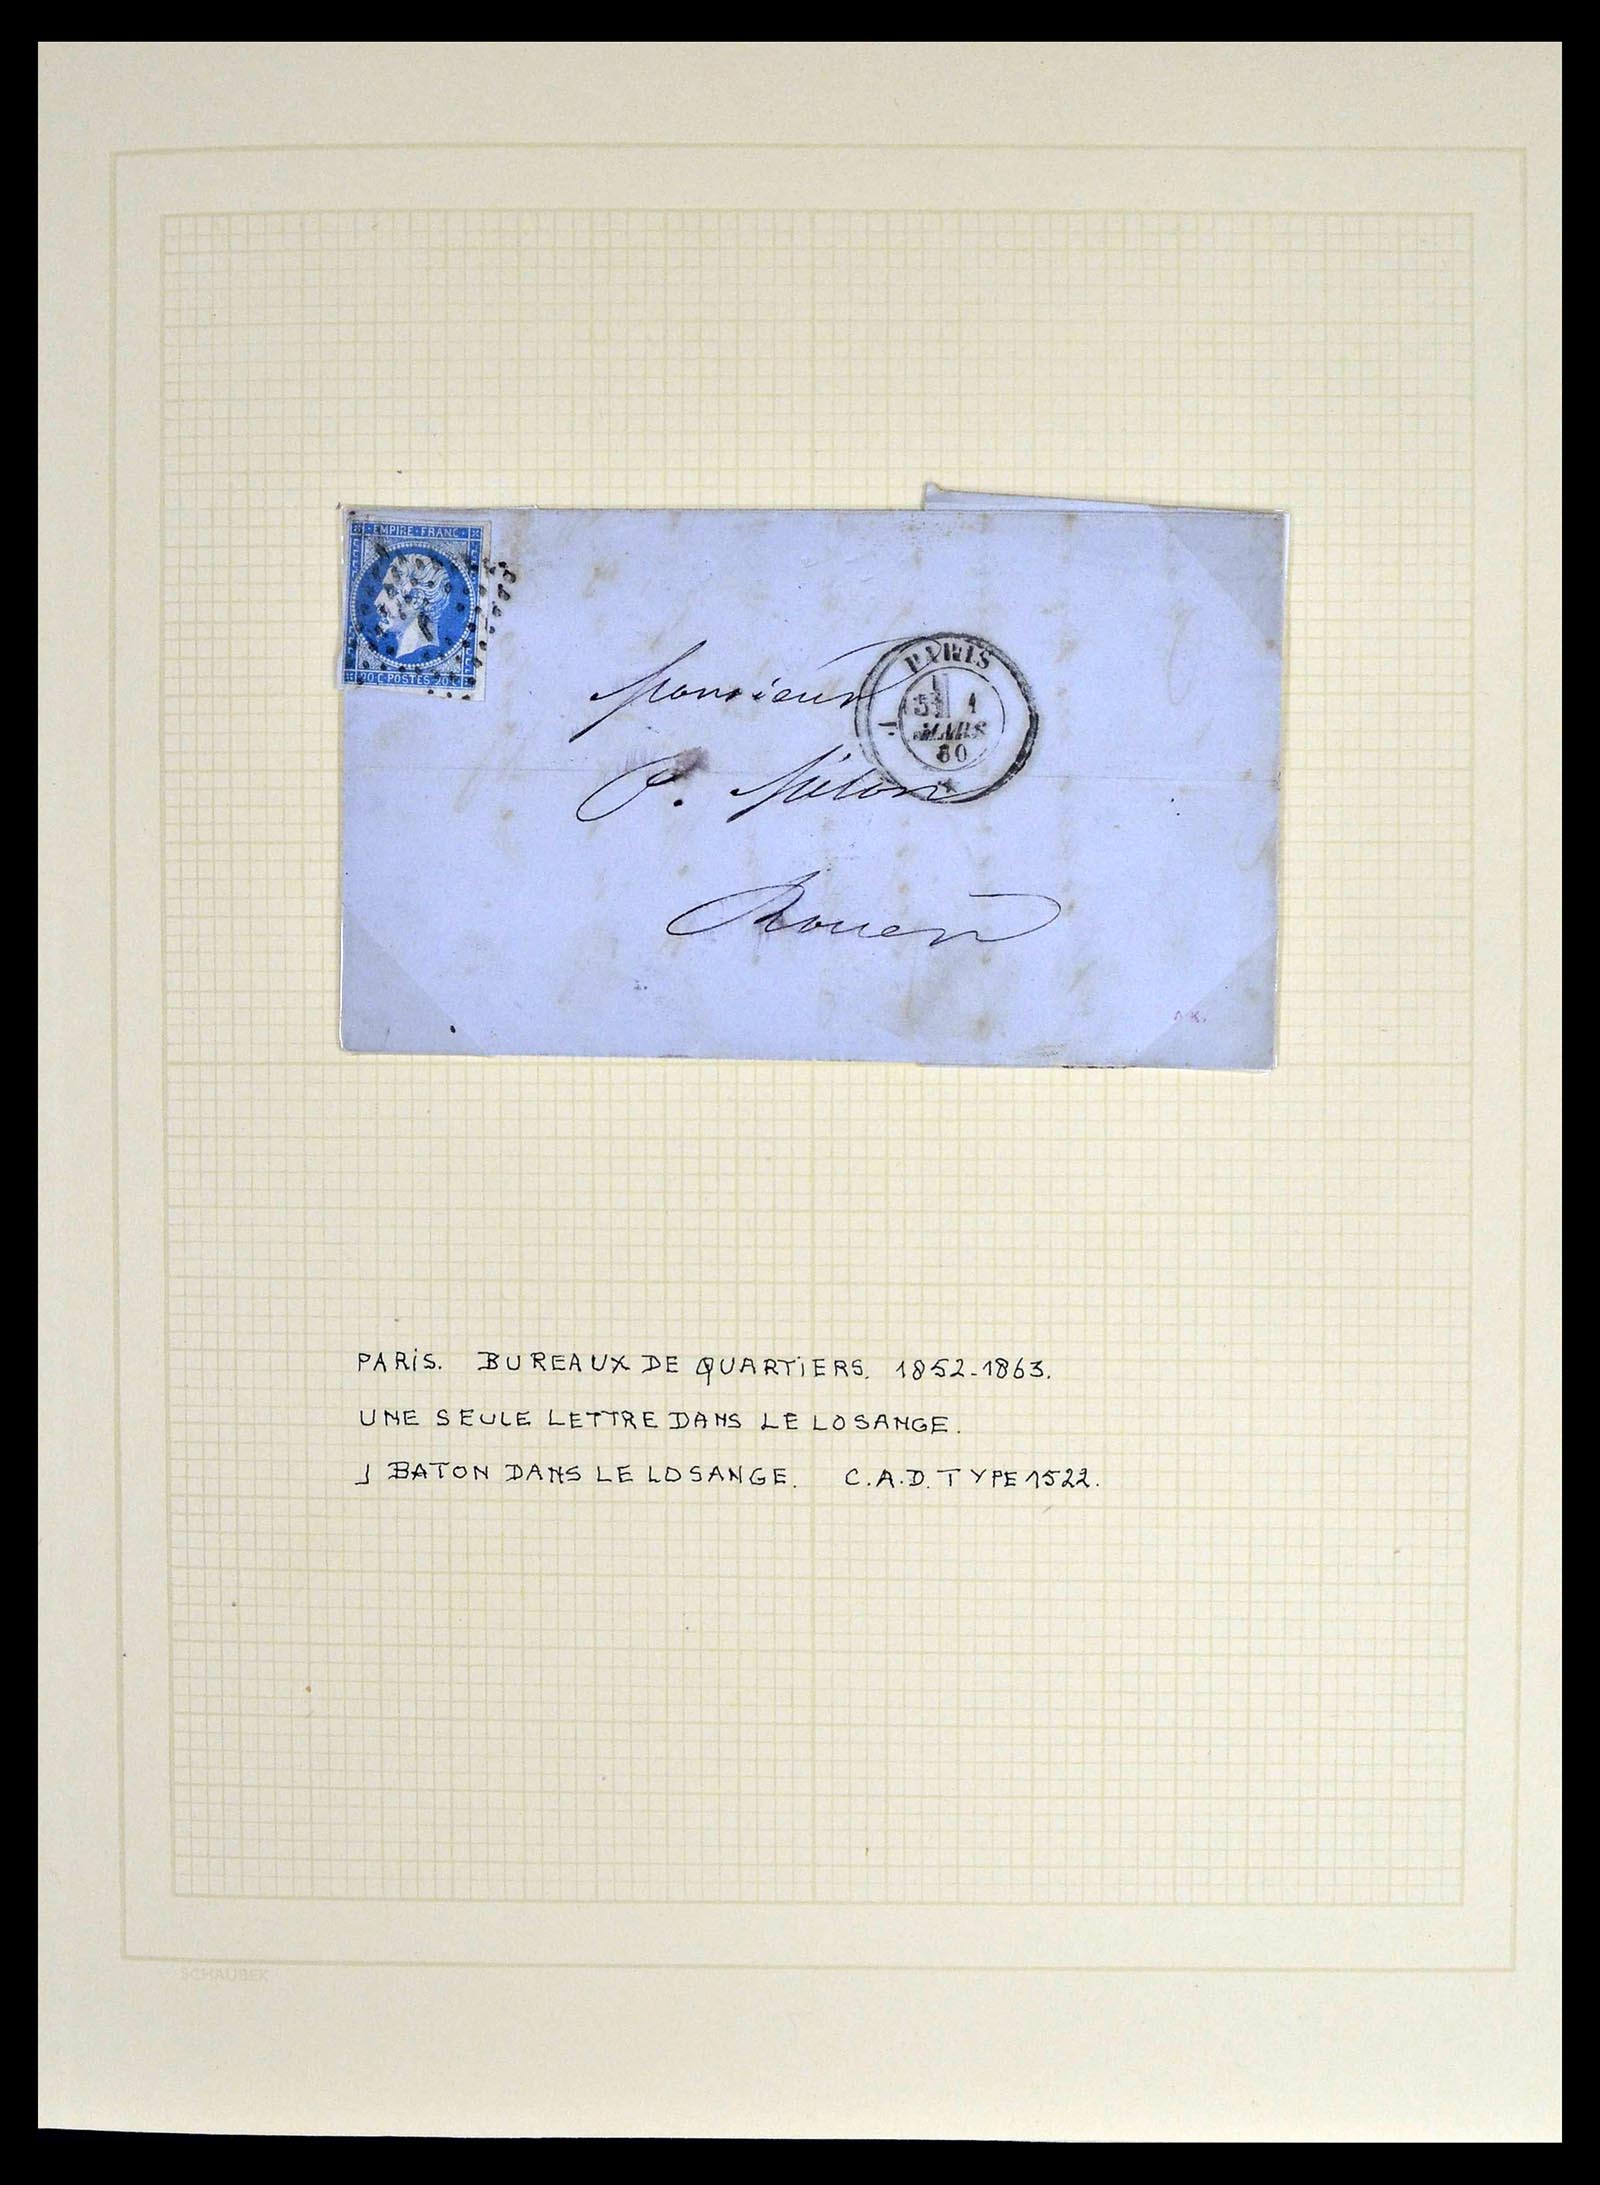 EMPIRE · FRANC ·
20 C. POSTES 20 C.
PARIS
1
MARS
60
Monsieur
Rouen
PARIS. BUREAUX DE QUARTIERS. 1852-1863.
UNE SEULE LETTRE DANS LE LOSANGE.
J BATON DANS LE LOSANGE. C.A.D. TYPE 1522.
SCHAUBEK